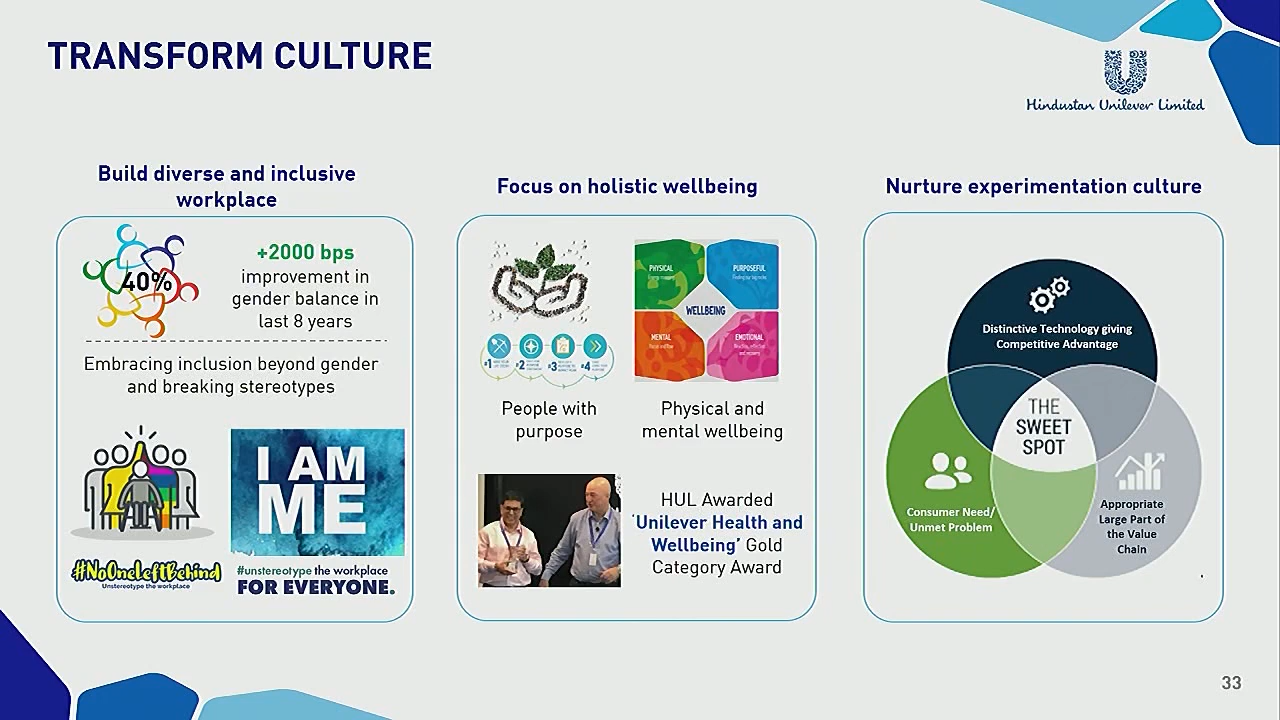 TRANSFORM CULTURE
Hindustan Unilever Limited
Build diverse and inclusive
workplace
40%
+2000 bps
improvement in
gender balance in
last 8 years
Embracing inclusion beyond gender
and breaking stereotypes
#NoOneLeftBehind
Unstereotype the workplace
I AM
ME
#unstereotype the workplace
FOR EVERYONE.
Focus on holistic wellbeing
#1
#2
#3
#4
People with
purpose
PHYSICAL
PURPOSEFUL
WELLBEING
MENTAL
EMOTIONAL
Physical and
mental wellbeing
HUL Awarded
‘Unilever Health and
Wellbeing’ Gold
Category Award
Nurture experimentation culture
Distinctive Technology giving
Competitive Advantage
THE
SWEET
SPOT
Consumer Need/
Unmet Problem
Appropriate
Large Part of
the Value
Chain
33